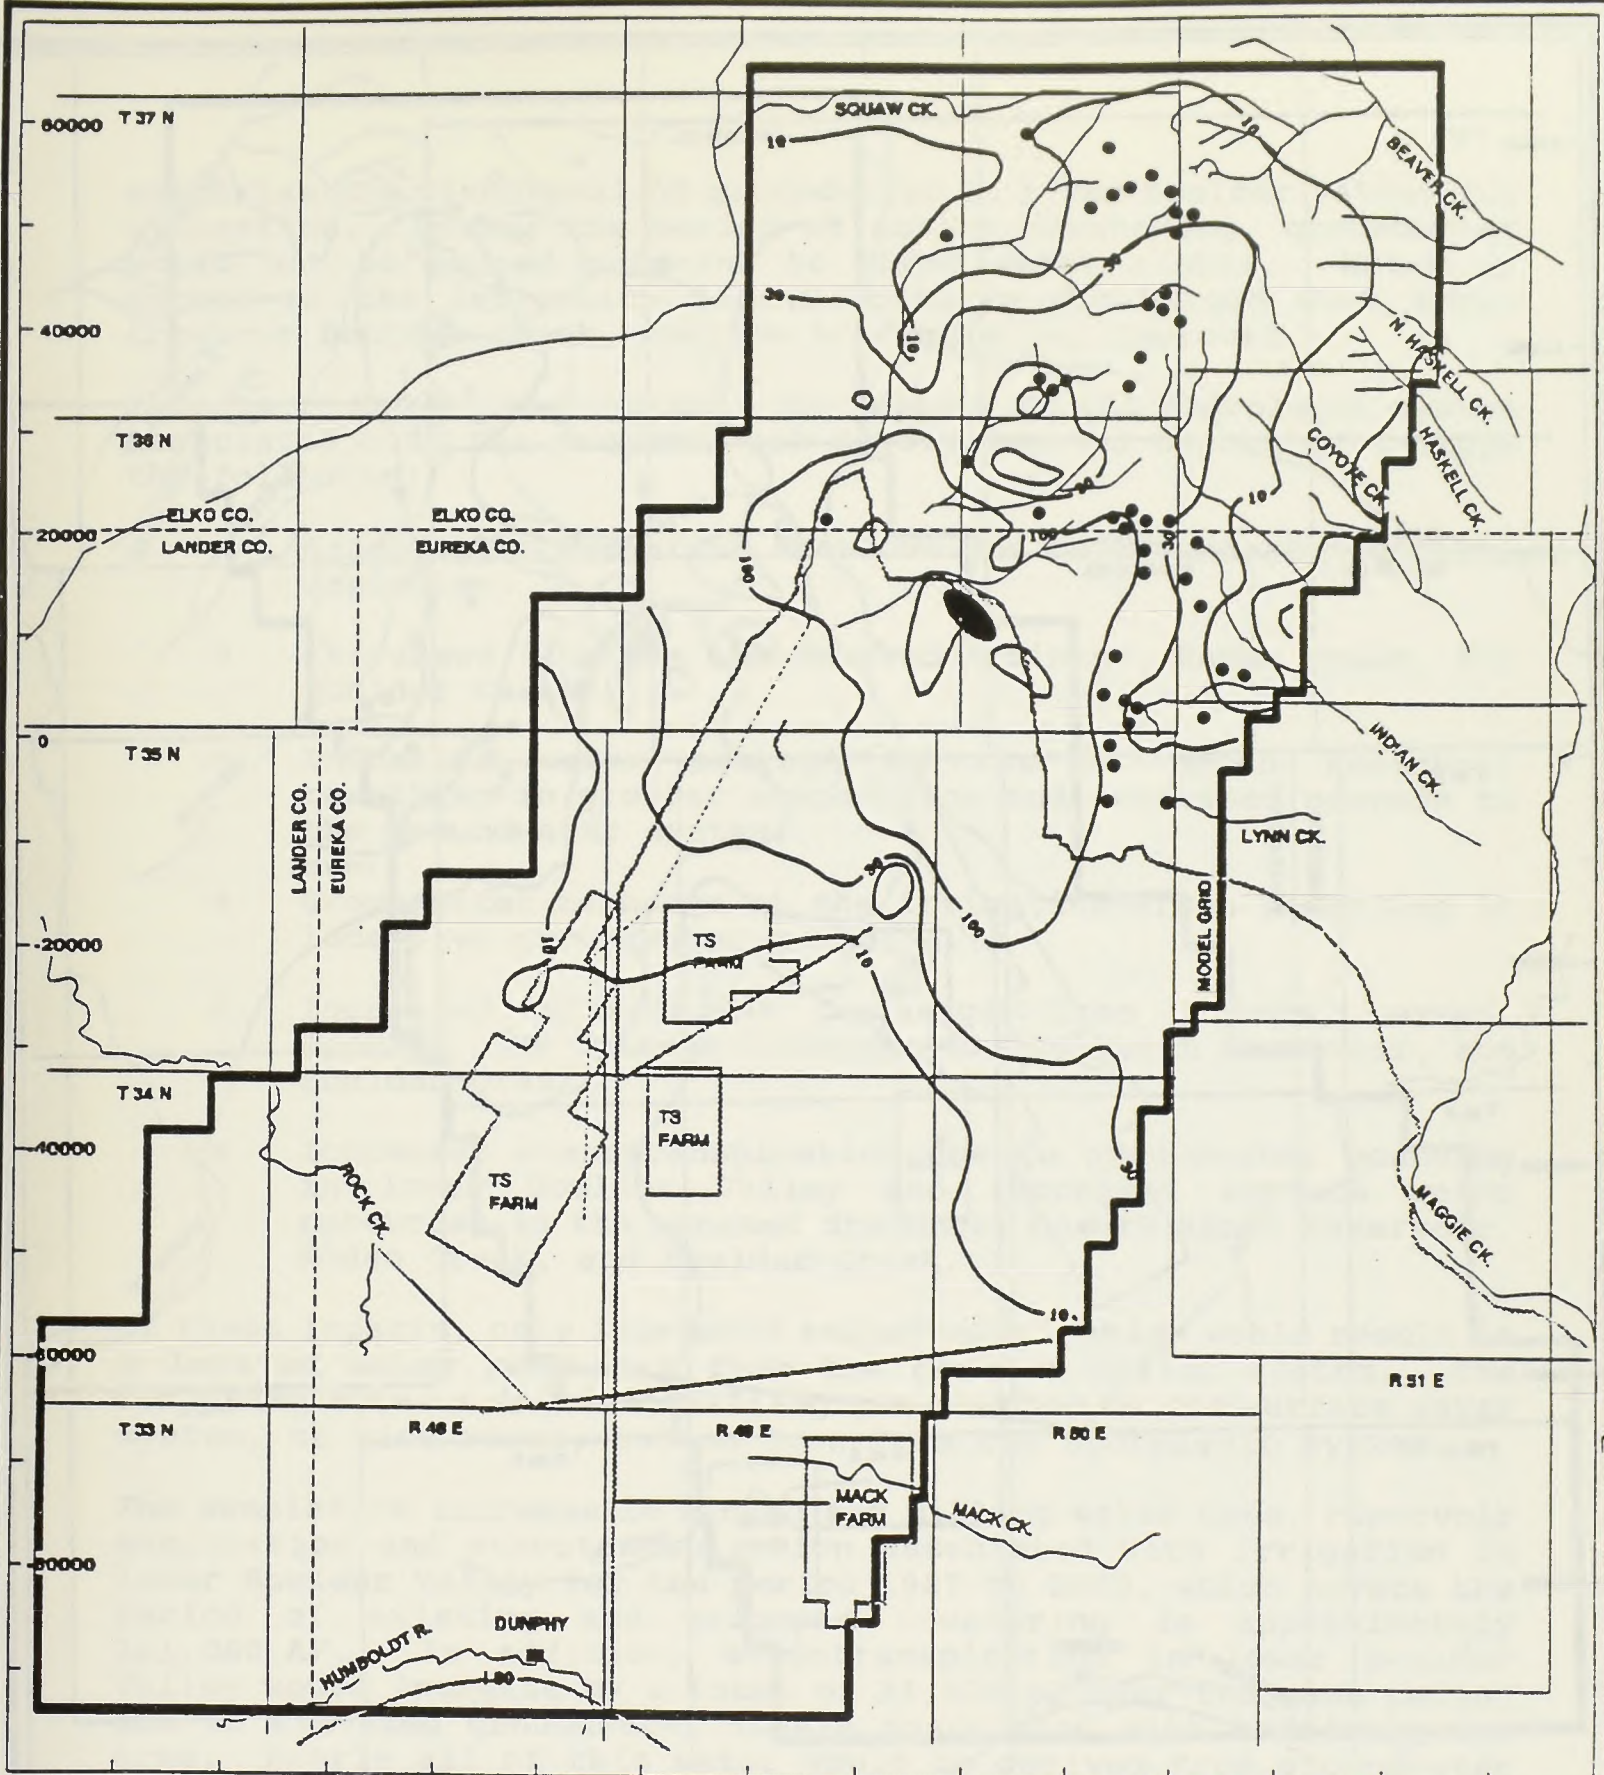 60000 T 37 N
SQUAW CK.
10
10
BEAVER CK.
30
30
10
40000
N. HASKELL CK.
T 36 N
COYOTE CK.
HASKELL CK.
30
10
ELKO CO.
ELKO CO.
20000
LANDER CO.
EUREKA CO.
100
30
100
0
T 35 N
INDIAN CK.
LANDER CO.
EUREKA CO.
LYNN CK.
30
MODEL GRID
100
-20000
10
TS
FARM
10
T 34 N
TS
FARM
-40000
ROCK CK.
TS
FARM
30
MAGGIE CK.
10
-60000
R 51 E
T 33 N
R 48 E
R 49 E
R 50 E
MACK
FARM
MACK CK.
-80000
DUNPHY
HUMBOLDT R.